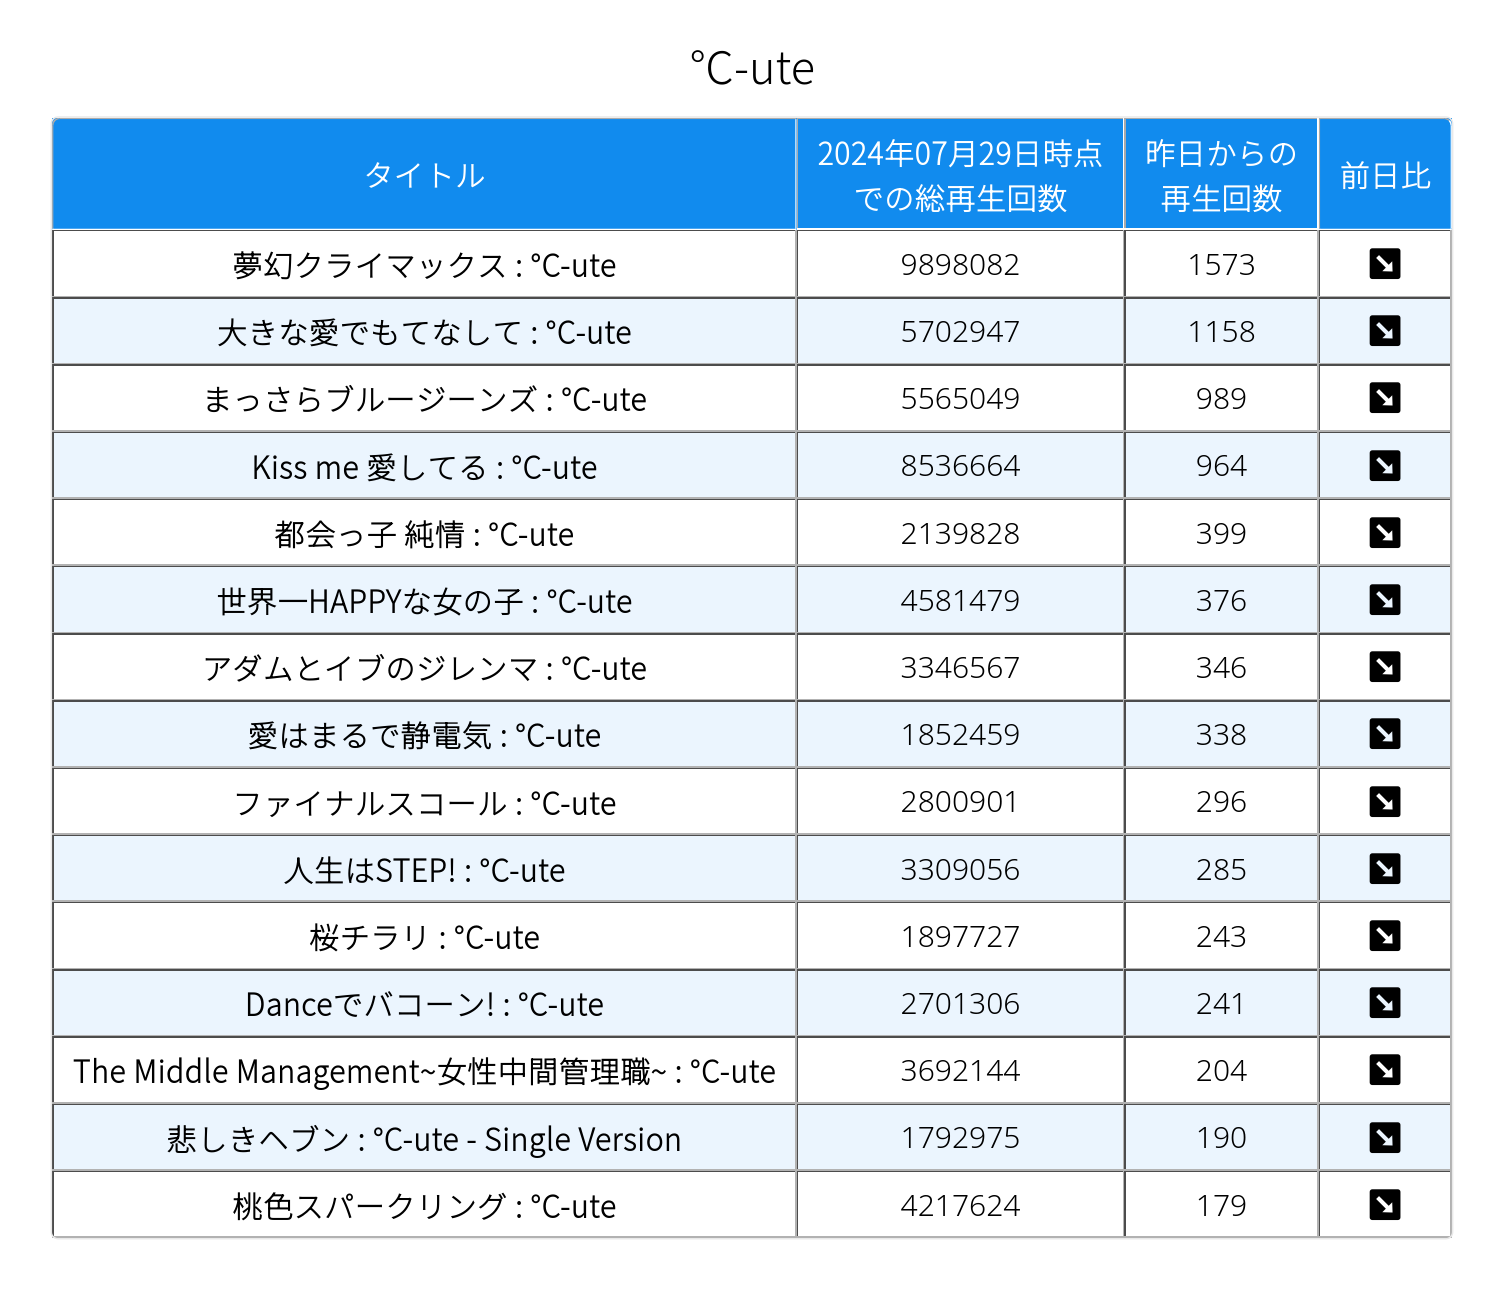 ℃-ute
タイトル 2024年07月29日時点 での総再生回数 昨日からの 再生回数 前日比
夢幻クライマックス : ℃-ute 9898082 1573
大きな愛でもてなして : ℃-ute 5702947 1158
まっさらブルージーンズ : ℃-ute 5565049 989
Kiss me 愛してる : ℃-ute 8536664 964
都会っ子 純情 : ℃-ute 2139828 399
世界一HAPPYな女の子 : ℃-ute 4581479 376
アダムとイブのジレンマ : ℃-ute 3346567 346
愛はまるで静電気 : ℃-ute 1852459 338
ファイナルスコール : ℃-ute 2800901 296
人生はSTEP! : ℃-ute 3309056 285
桜チラリ : ℃-ute 1897727 243
Danceでバコーン! : ℃-ute 2701306 241
The Middle Management~女性中間管理職~ : ℃-ute 3692144 204
悲しきヘブン : ℃-ute - Single Version 1792975 190
桃色スパークリング : ℃-ute 4217624 179